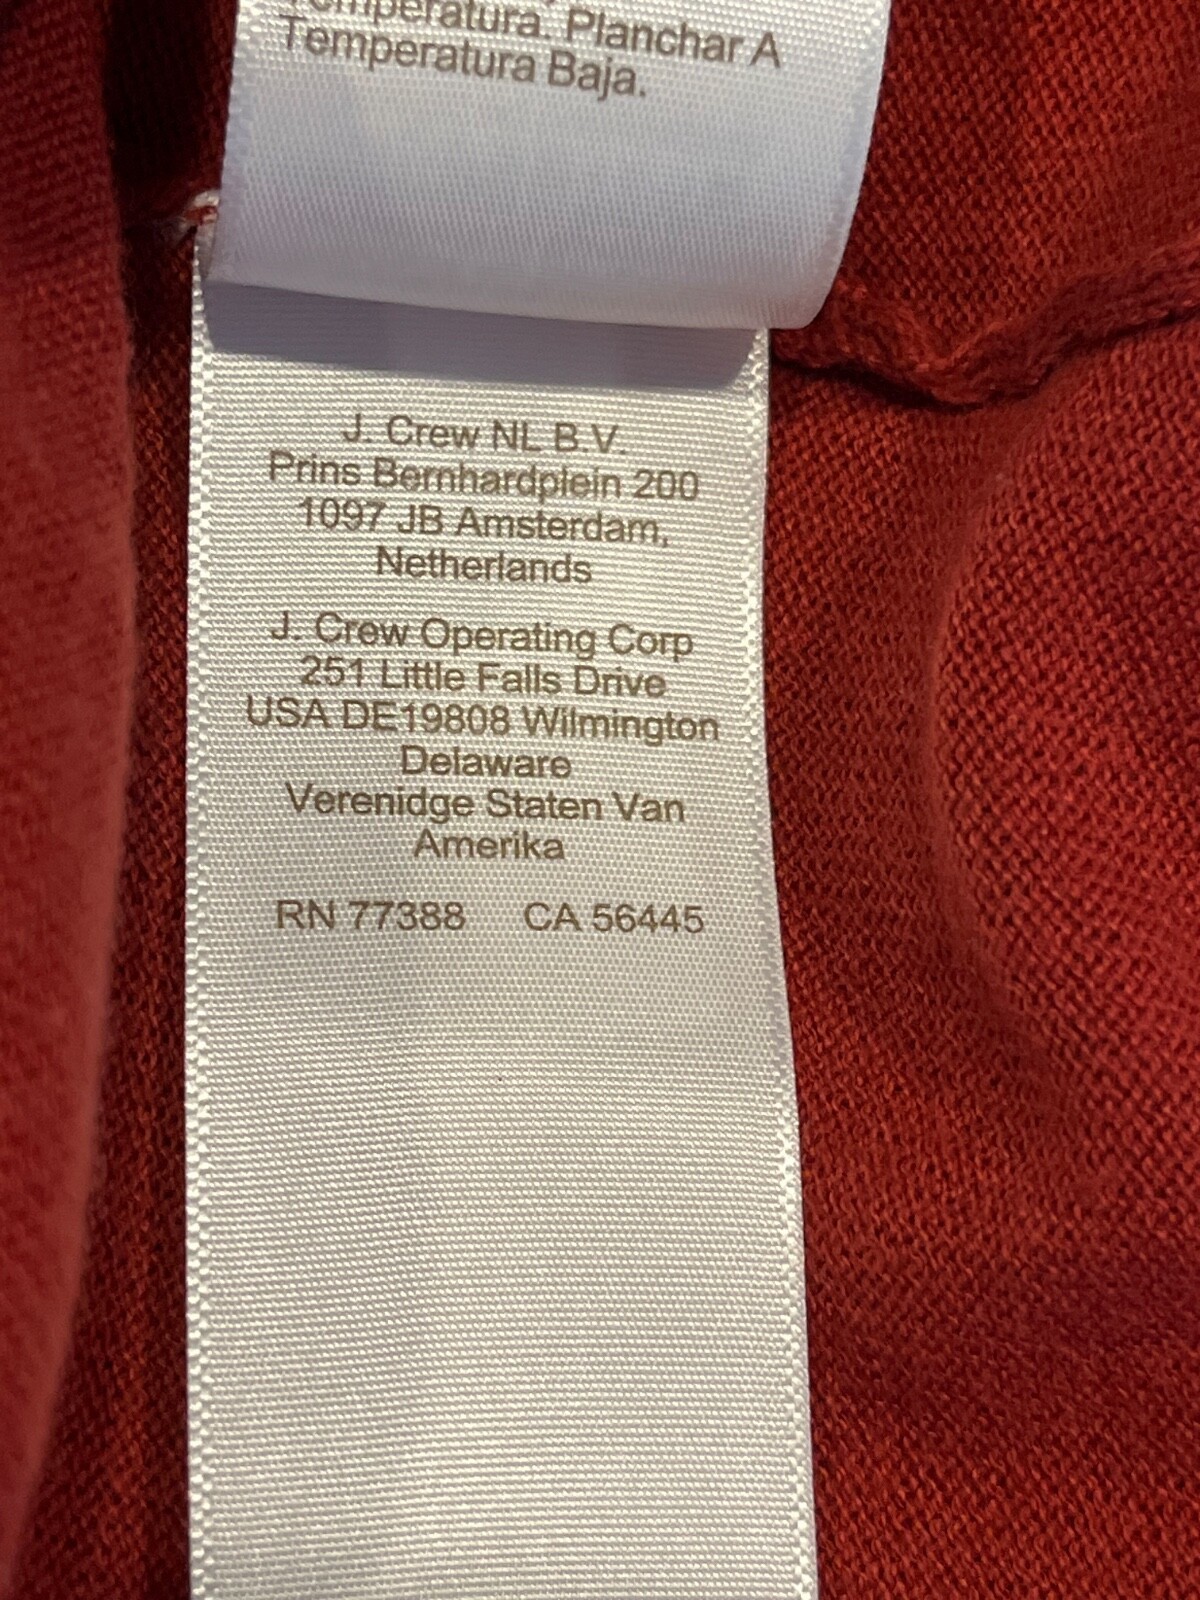 Temperatura. Planchar A
Temperatura Baja.
J. Crew NL B.V.
Prins Bernhardplein 200
1097 JB Amsterdam,
Netherlands
J. Crew Operating Corp
251 Little Falls Drive
USA DE19808 Wilmington
Delaware
Verenidge Staten Van
Amerika
RN 77388 CA 56445